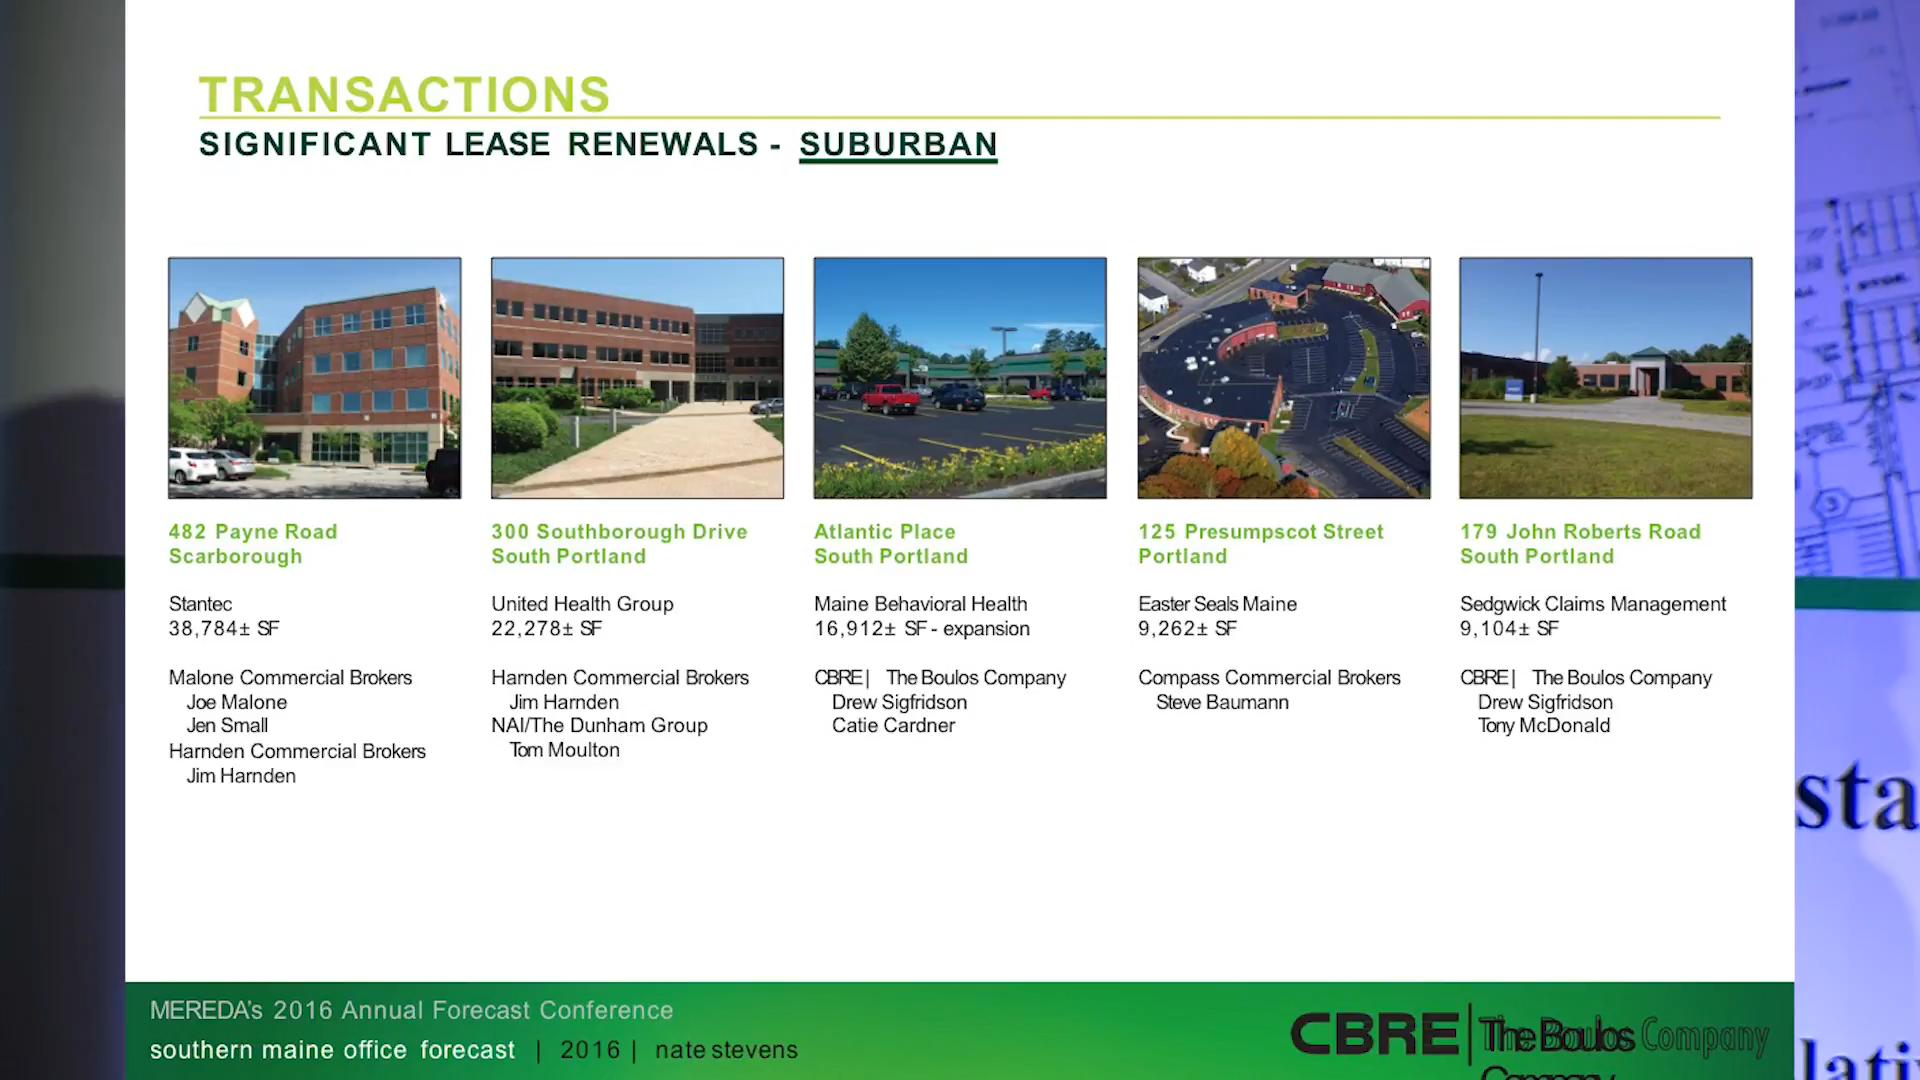 TRANSACTIONS
SIGNIFICANT LEASE RENEWALS - SUBURBAN
482 Payne Road
Scarborough
Stantec
38,784± SF
Malone Commercial Brokers
Joe Malone
Jen Small
Harnden Commercial Brokers
Jim Harnden
300 Southborough Drive
South Portland
United Health Group
22,278± SF
Harnden Commercial Brokers
Jim Harnden
NAI/The Dunham Group
Tom Moulton
Atlantic Place
South Portland
Maine Behavioral Health
16,912± SF - expansion
CBRE | The Boulos Company
Drew Sigfridson
Catie Cardner
125 Presumpscot Street
Portland
Easter Seals Maine
9,262± SF
Compass Commercial Brokers
Steve Baumann
179 John Roberts Road
South Portland
Sedgwick Claims Management
9,104± SF
CBRE | The Boulos Company
Drew Sigfridson
Tony McDonald
MEREDA's 2016 Annual Forecast Conference
southern maine office forecast | 2016 | nate stevens
CBRE | The Boulos Company
sta
lati